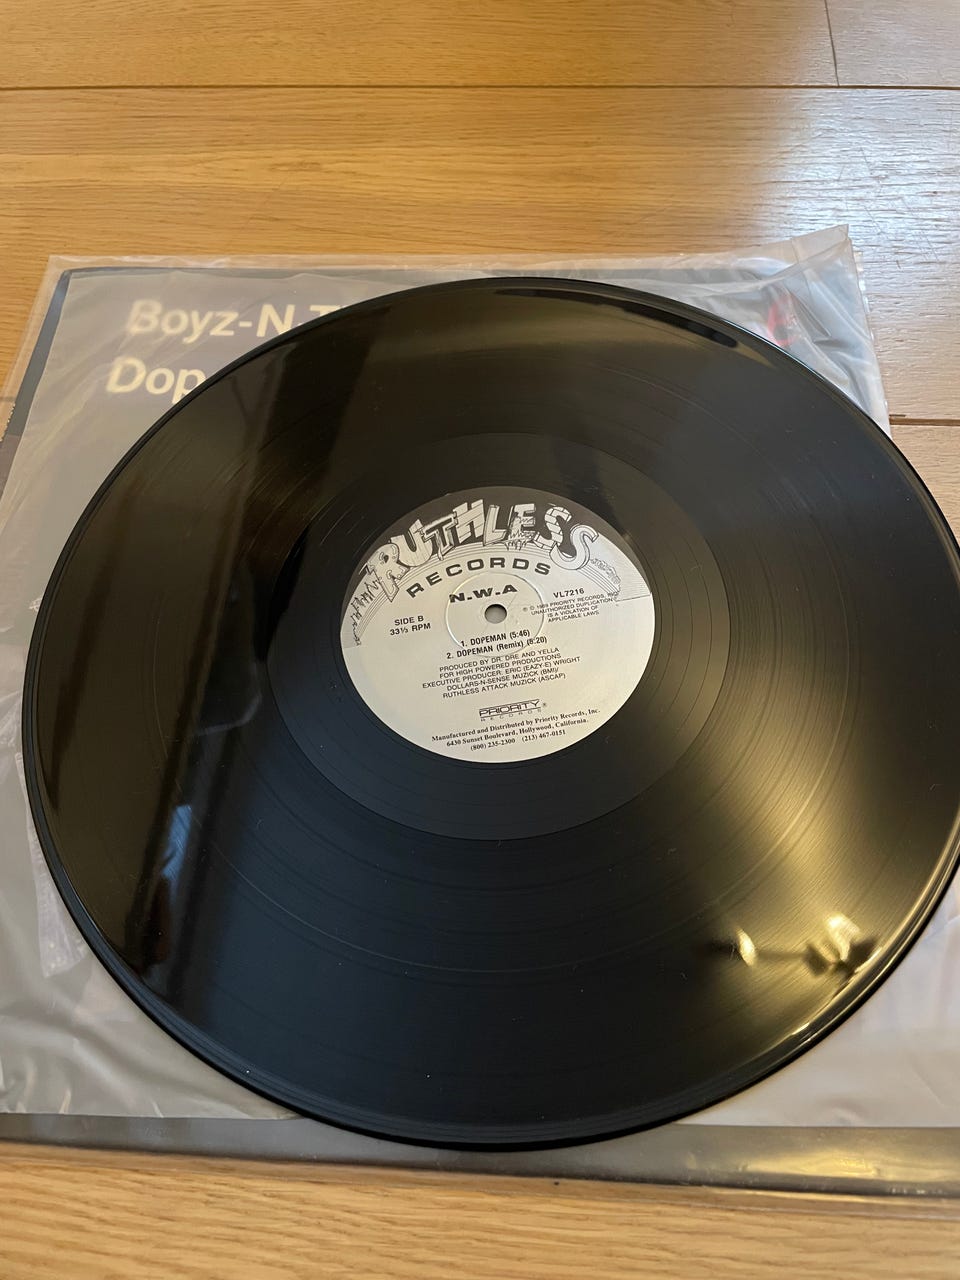 Boyz-N
Dop
RUTHLESS
RECORDS
N.W.A
SIDE B
33⅓ RPM
VL7216
℗ © 1989 PRIORITY RECORDS, INC.
UNAUTHORIZED DUPLICATION
IS A VIOLATION OF
APPLICABLE LAWS.
1. DOPEMAN (5:46)
2. DOPEMAN (Remix) (8:20)
PRODUCED BY DR. DRE AND YELLA
FOR HIGH POWERED PRODUCTIONS
EXECUTIVE PRODUCER: ERIC (EAZY-E) WRIGHT
DOLLARS-N-SENSE MUZICK (BMI)/
RUTHLESS ATTACK MUZICK (ASCAP)
PRIORITY®
RECORDS
Manufactured and Distributed by Priority Records, Inc.
6430 Sunset Boulevard, Hollywood, California.
(800) 235-2300 (213) 467-0151